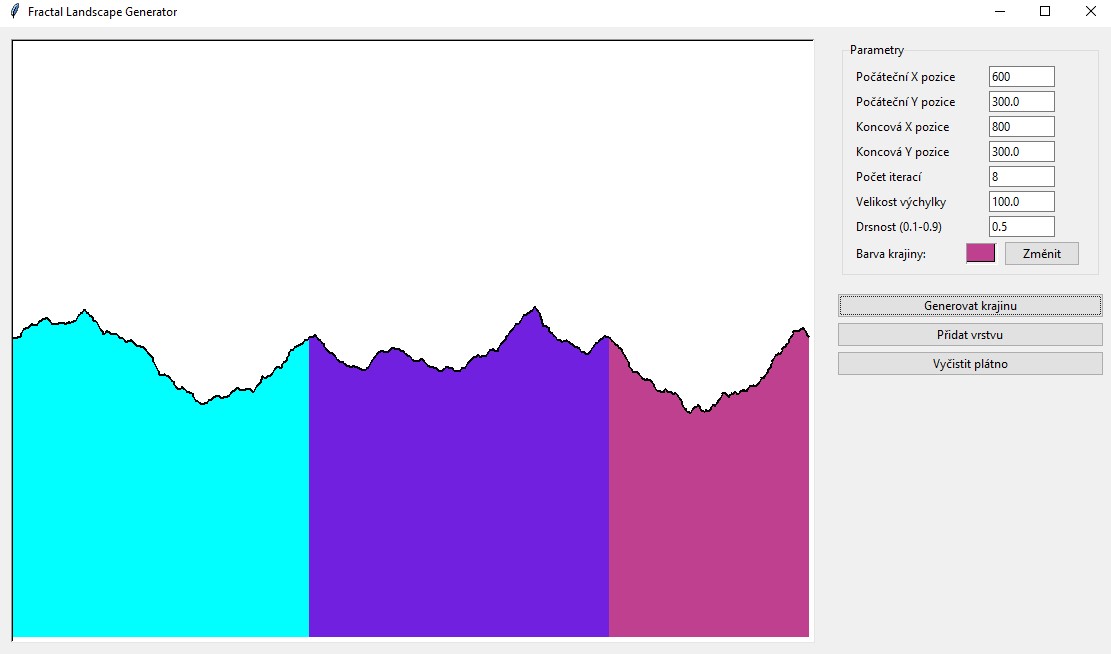 Fractal Landscape Generator
Parametry
Počáteční X pozice 600
Počáteční Y pozice 300.0
Koncová X pozice 800
Koncová Y pozice 300.0
Počet iterací 8
Velikost výchylky 100.0
Drsnost (0.1-0.9) 0.5
Barva krajiny: Změnit
Generovat krajinu
Přidat vrstvu
Vyčistit plátno